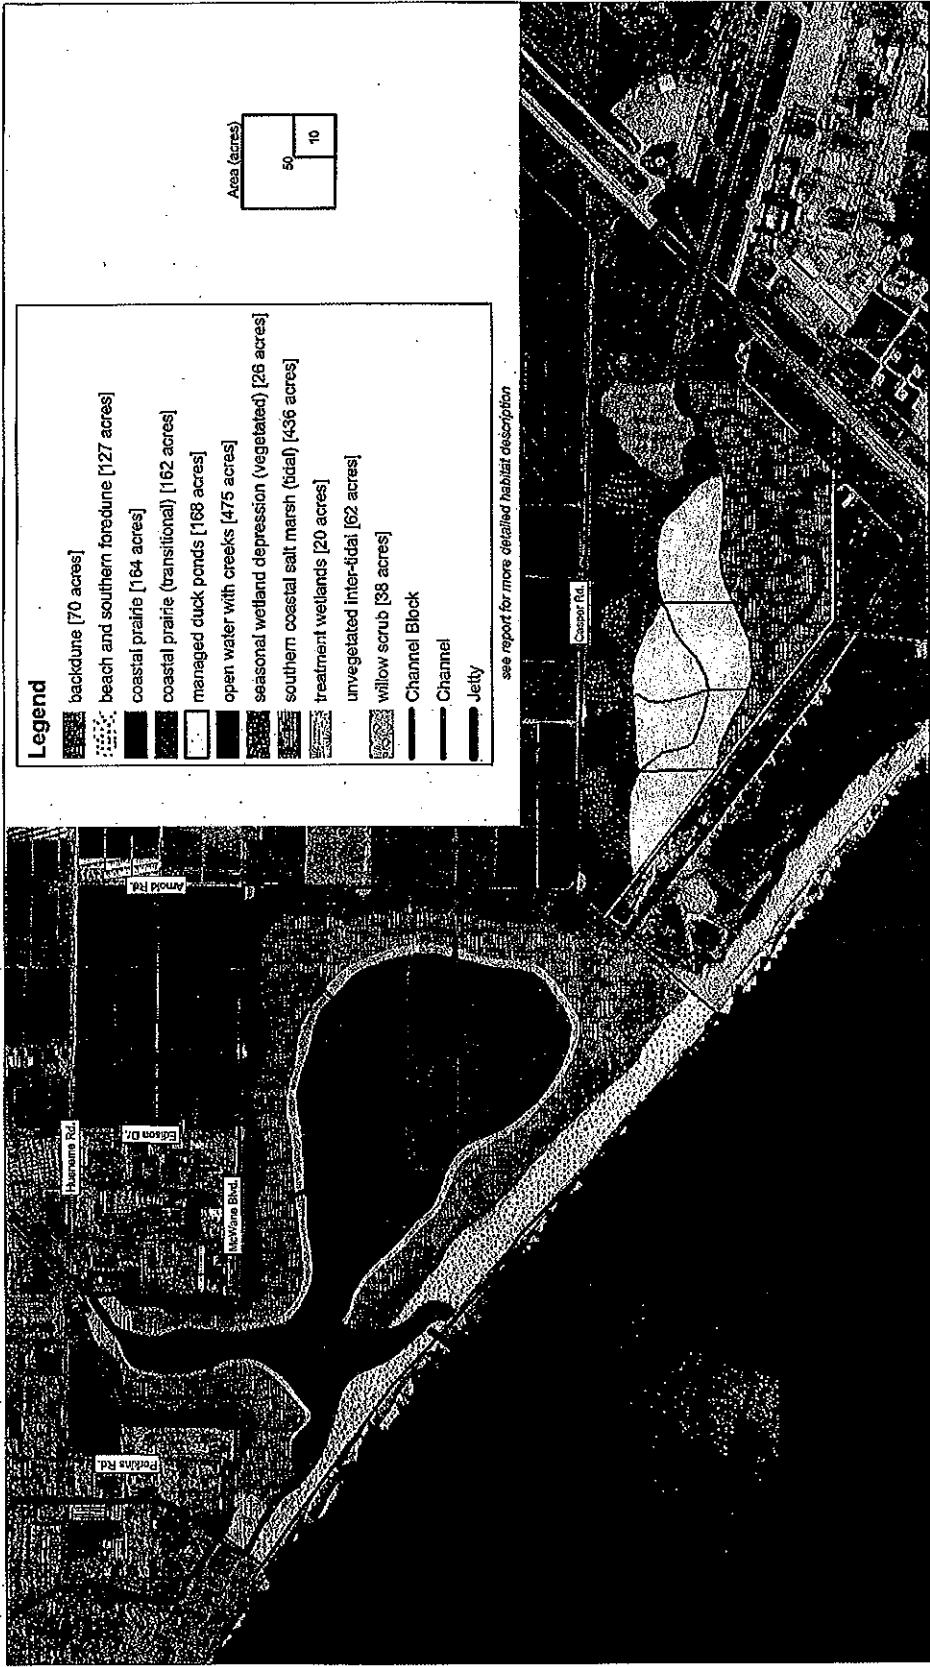 Legend
backdune [70 acres]
beach and southern foredune [127 acres]
coastal prairie [164 acres]
coastal prairie (transitional) [162 acres]
managed duck ponds [168 acres]
open water with creeks [475 acres]
seasonal wetland depression (vegetated) [26 acres]
southern coastal salt marsh (tidal) [436 acres]
treatment wetlands [20 acres]
unvegetated inter-tidal [62 acres]
willow scrub [38 acres]
Channel Block
Channel
Jetty
see report for more detailed habitat description
Area (acres)
50
10
Perkins Rd.
Hueneme Rd.
McWane Blvd.
Edison Dr.
Arnold Rd.
Casper Rd.